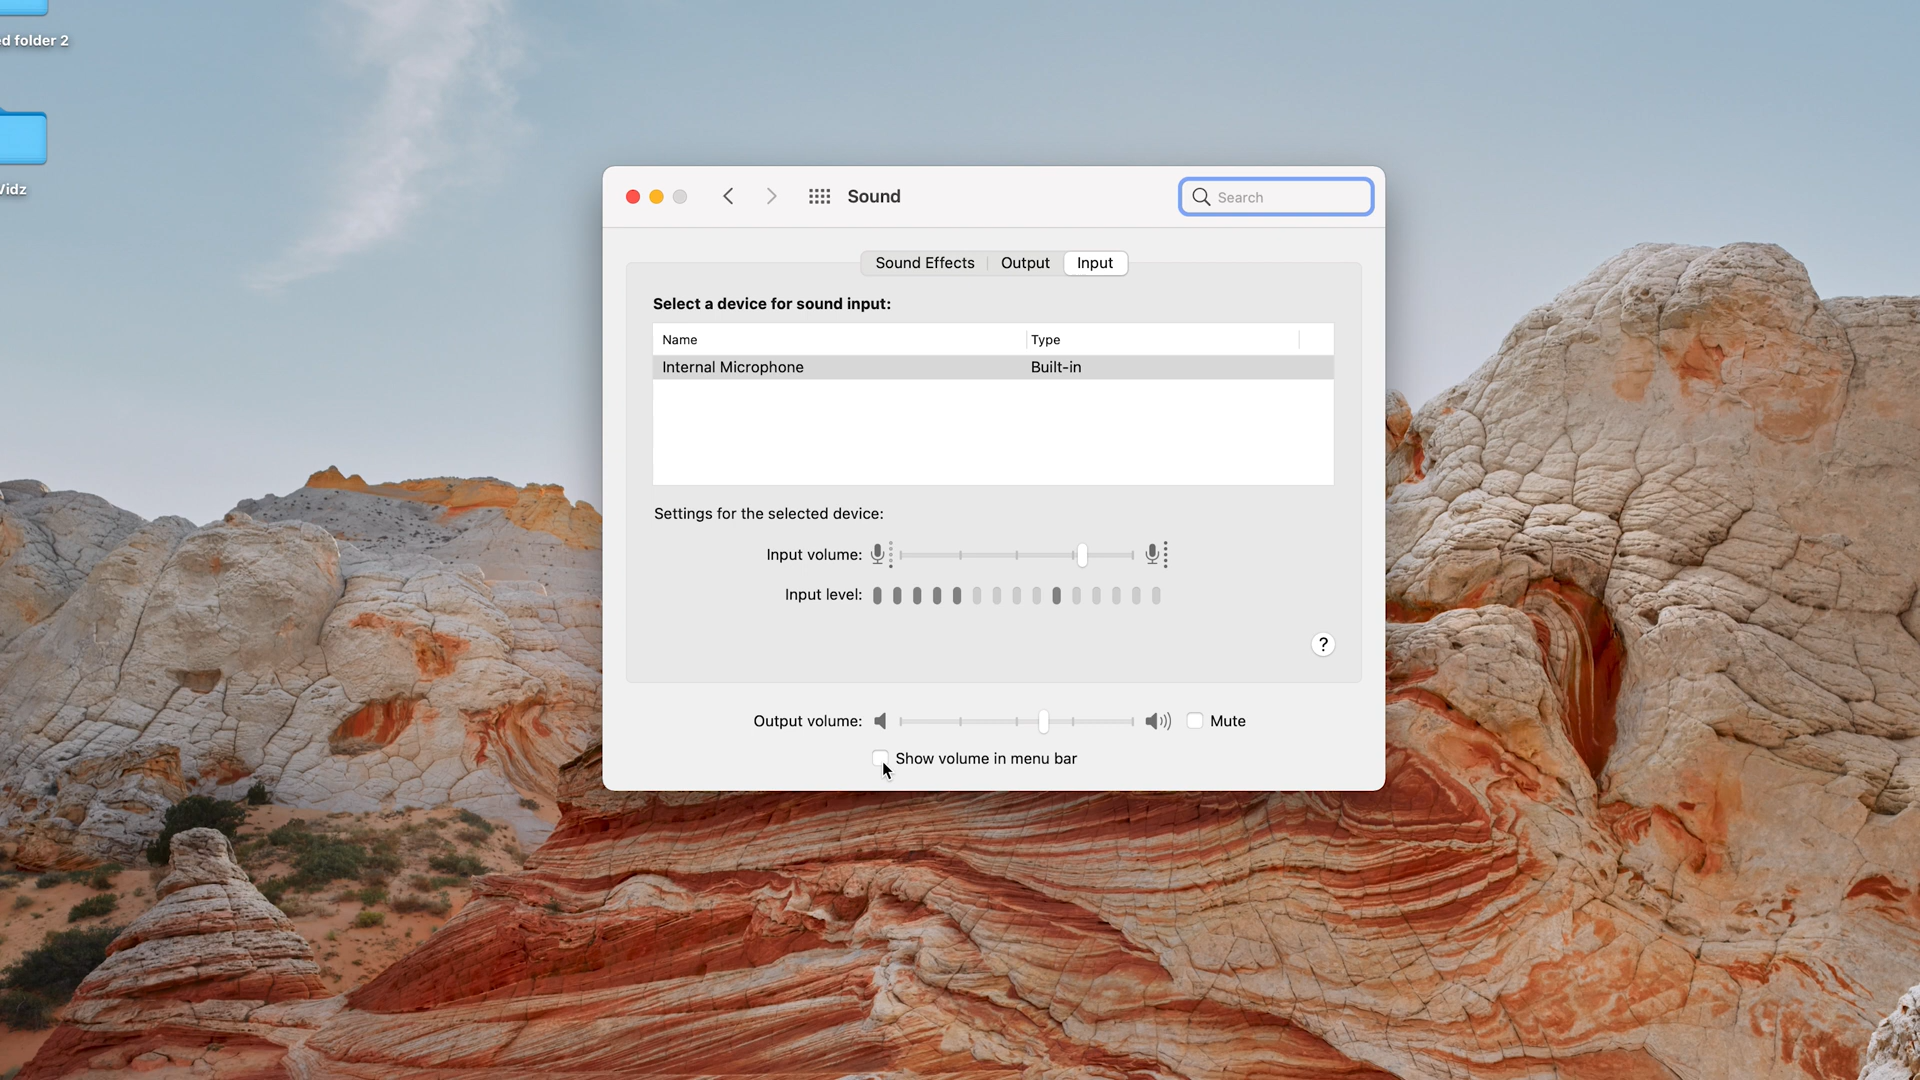 ed folder 2
Vidz
Sound
Search
Sound Effects
Output
Input
Select a device for sound input:
Name
Type
Internal Microphone
Built-in
Settings for the selected device:
Input volume:
Input level:
?
Output volume:
Mute
Show volume in menu bar